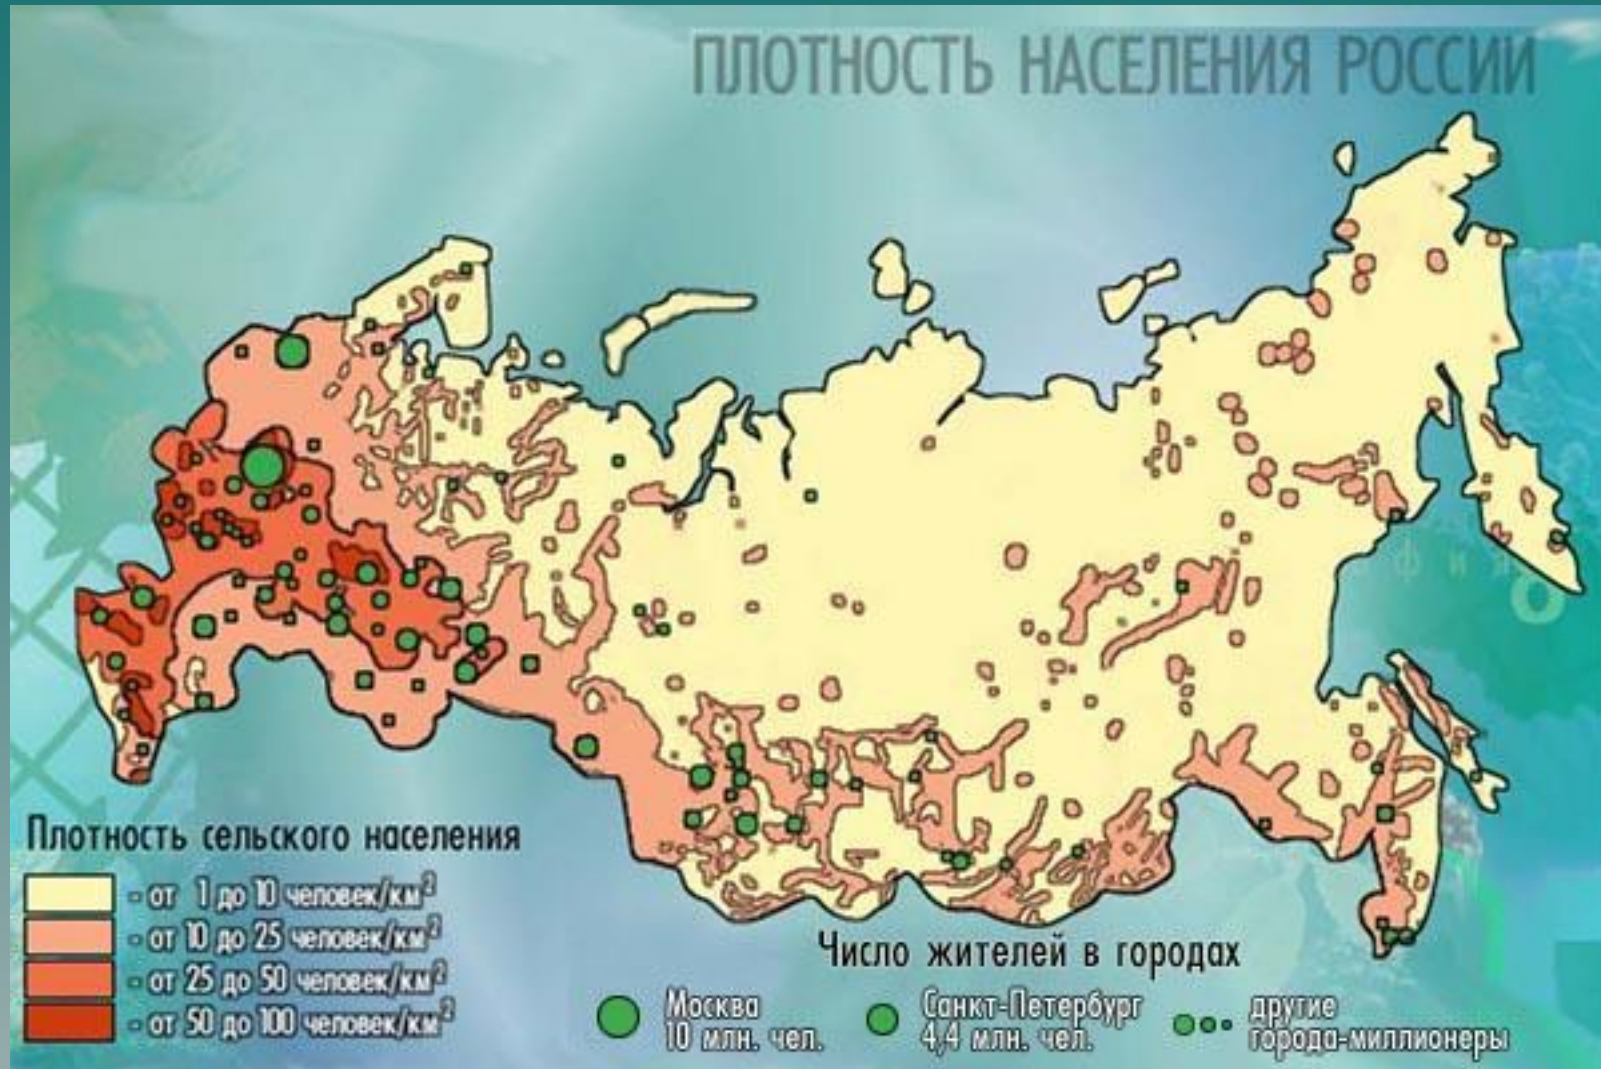 ПЛОТНОСТЬ НАСЕЛЕНИЯ РОССИИ
Плотность сельского населения
- от 1 до 10 человек/км²
- от 10 до 25 человек/км²
- от 25 до 50 человек/км²
- от 50 до 100 человек/км²
Число жителей в городах
Москва
10 млн. чел.
Санкт-Петербург
4,4 млн. чел.
другие
города-миллионеры